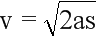 v = √2as